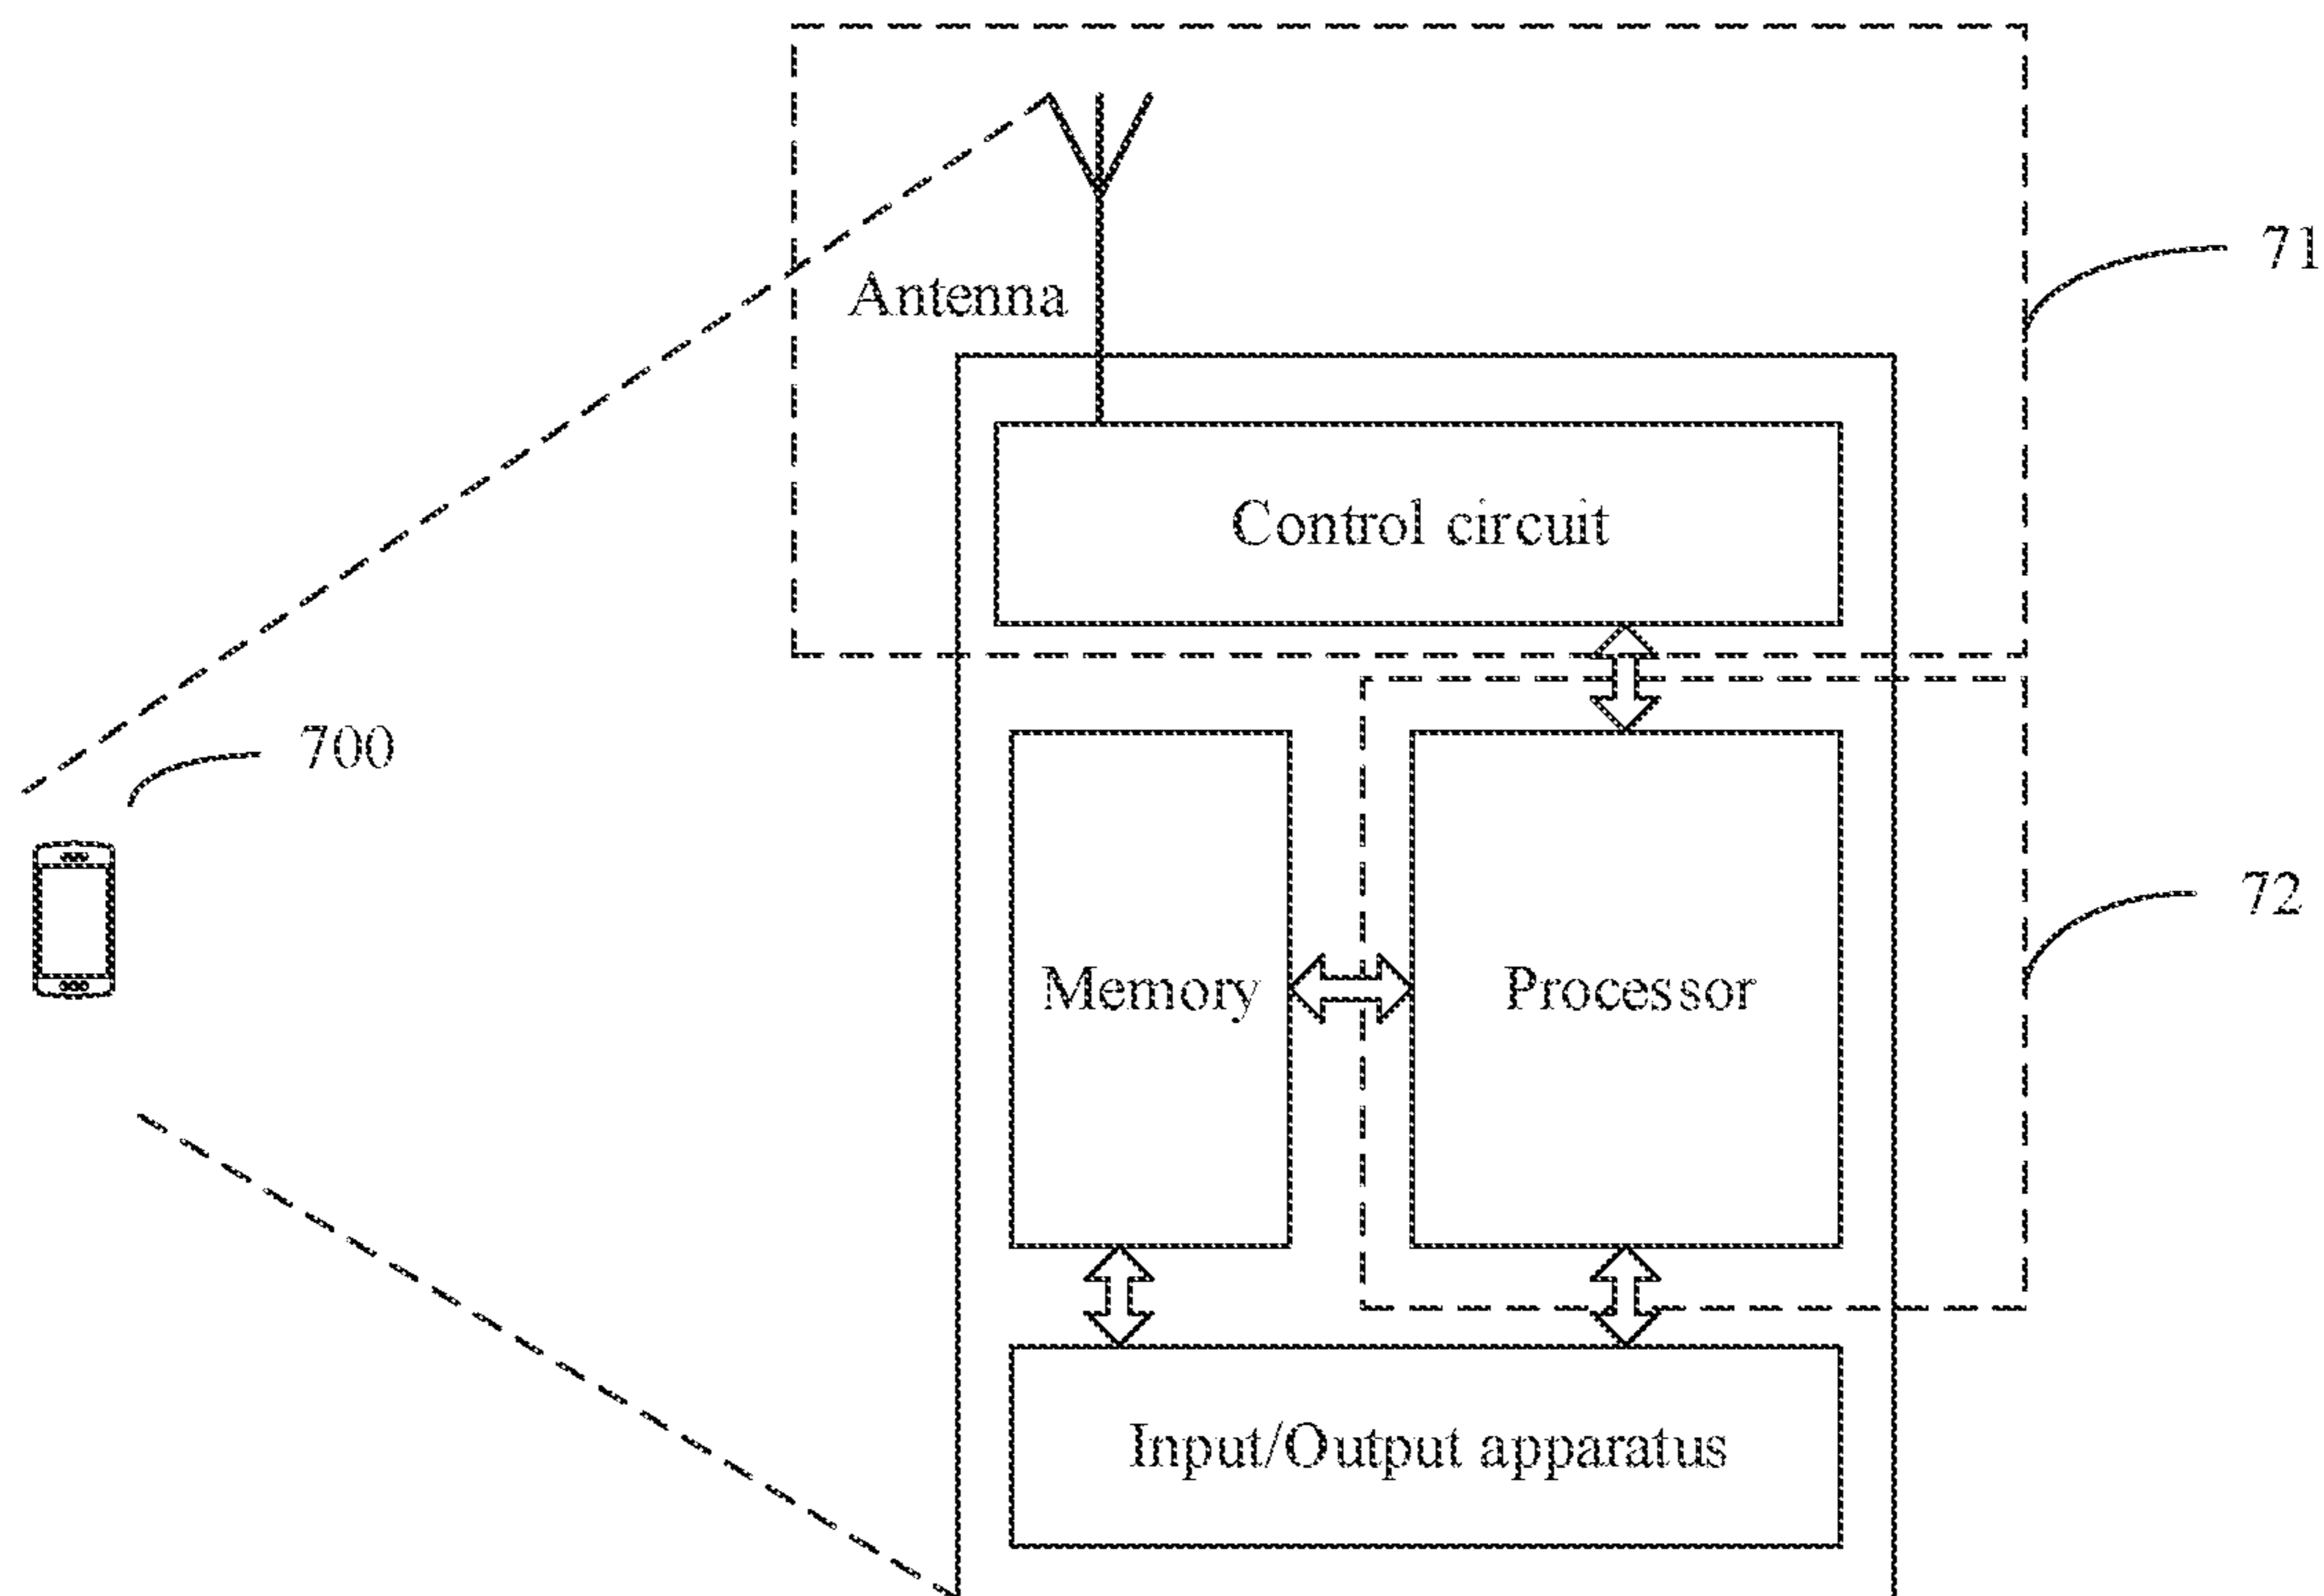 71
Antenna
Control circuit
700
72
Memory
Processor
Input/Output apparatus